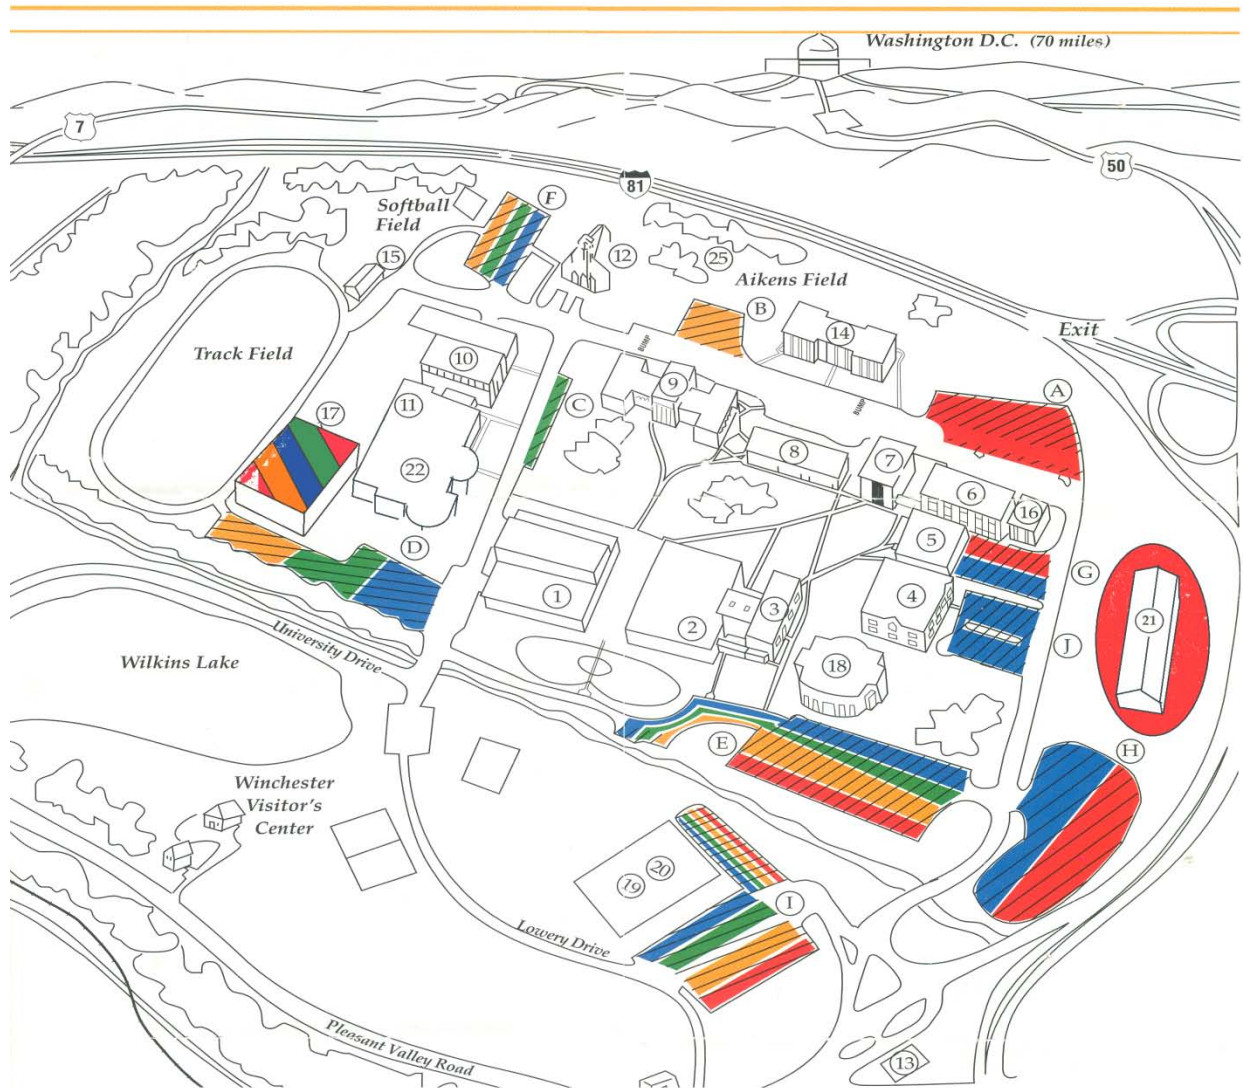 Washington D.C. (70 miles)
7
50
81
Softball
Field
F
12
15
25
Aikens Field
B
14
Exit
BUMP
Track Field
10
9
A
BUMP
C
17
11
8
7
22
6
16
5
D
G
1
4
3
2
21
University Drive
J
Wilkins Lake
18
E
H
Winchester
Visitor's
Center
20
19
I
Lowery Drive
Pleasant Valley Road
13